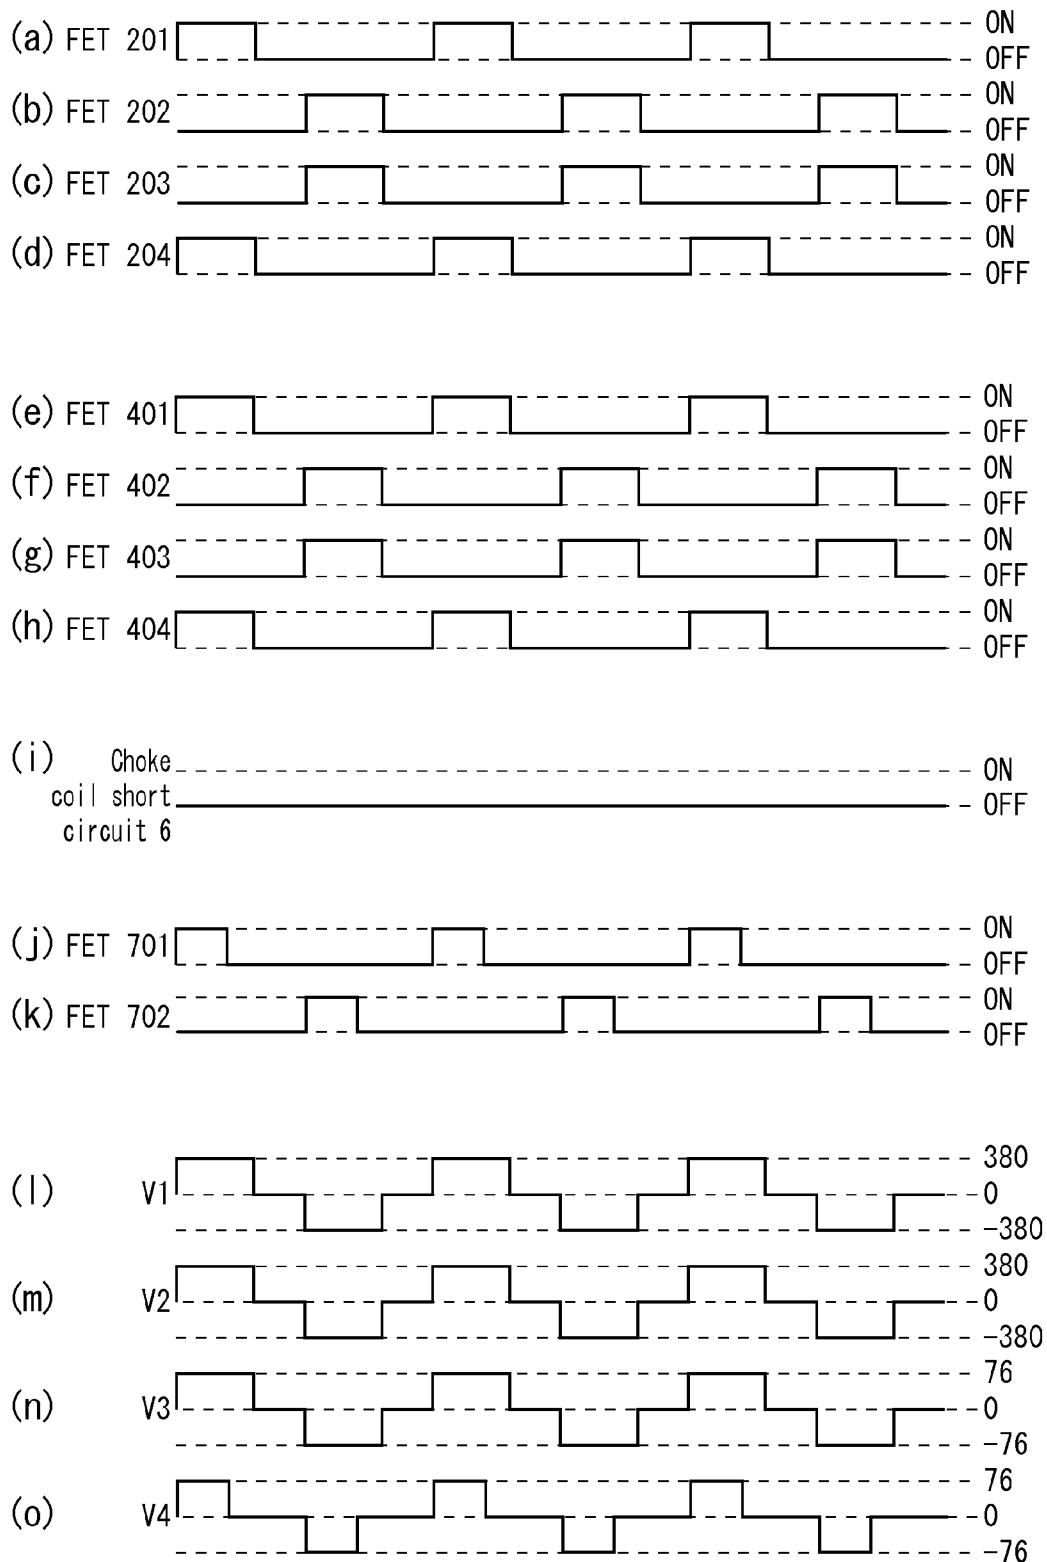 (a) FET 201 ON
OFF
(b) FET 202 ON
OFF
(c) FET 203 ON
OFF
(d) FET 204 ON
OFF
(e) FET 401 ON
OFF
(f) FET 402 ON
OFF
(g) FET 403 ON
OFF
(h) FET 404 ON
OFF
(i) Choke ON
coil short OFF
circuit 6
(j) FET 701 ON
OFF
(k) FET 702 ON
OFF
380
(l) V1 0
-380
380
(m) V2 0
-380
76
(n) V3 0
-76
76
(o) V4 0
-76